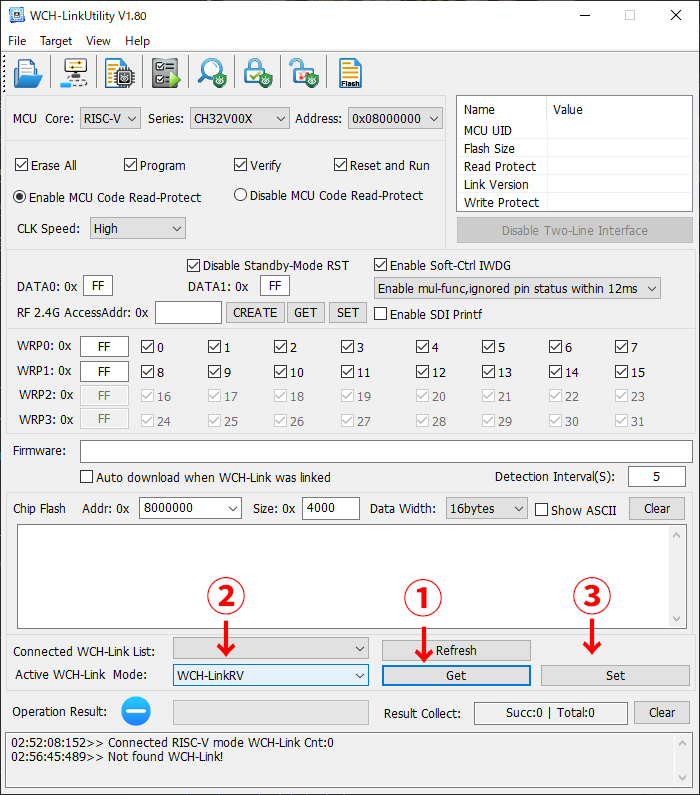 WCH-LinkUtility V1.80
File Target View Help
Flash
MCU Core: RISC-V Series: CH32V00X Address: 0x08000000
Name Value
MCU UID
Flash Size
Read Protect
Link Version
Write Protect
Erase All Program Verify Reset and Run
Enable MCU Code Read-Protect Disable MCU Code Read-Protect
CLK Speed: High
Disable Two-Line Interface
Disable Standby-Mode RST Enable Soft-Ctrl IWDG
DATA0: 0x FF DATA1: 0x FF Enable mul-func,ignored pin status within 12ms
RF 2.4G AccessAddr: 0x CREATE GET SET Enable SDI Printf
WRP0: 0x FF 0 1 2 3 4 5 6 7
WRP1: 0x FF 8 9 10 11 12 13 14 15
WRP2: 0x FF 16 17 18 19 20 21 22 23
WRP3: 0x FF 24 25 26 27 28 29 30 31
Firmware:
Auto download when WCH-Link was linked Detection Interval(S): 5
Chip Flash Addr: 0x 8000000 Size: 0x 4000 Data Width: 16bytes Show ASCII Clear
② ① ③
Connected WCH-Link List: Refresh
Active WCH-Link Mode: WCH-LinkRV Get Set
Operation Result: Result Collect: Succ:0 | Total:0 Clear
02:52:08:152>> Connected RISC-V mode WCH-Link Cnt:0
02:56:45:489>> Not found WCH-Link!